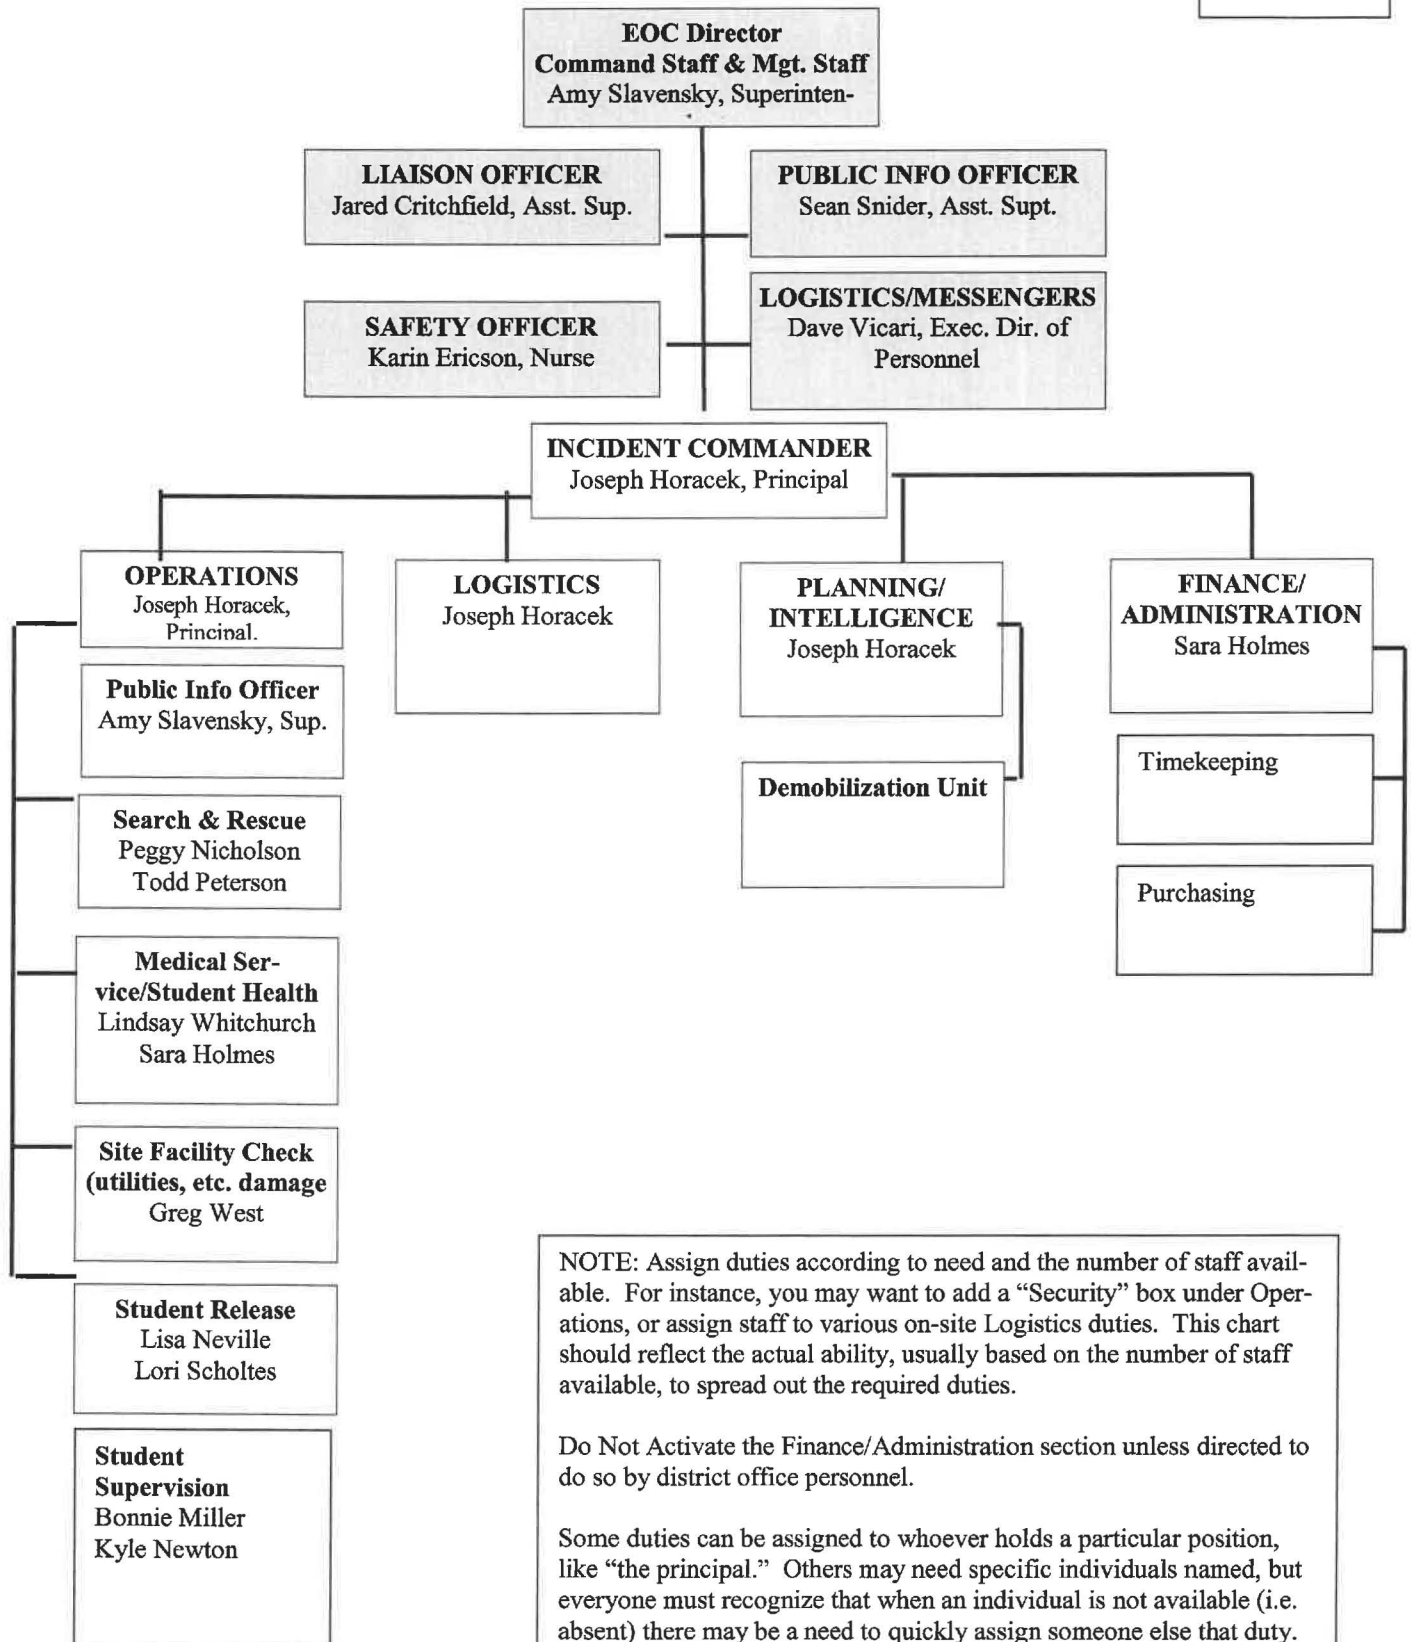 EOC Director
Command Staff & Mgt. Staff
Amy Slavensky, Superinten-
LIAISON OFFICER
Jared Critchfield, Asst. Sup.
PUBLIC INFO OFFICER
Sean Snider, Asst. Supt.
SAFETY OFFICER
Karin Ericson, Nurse
LOGISTICS/MESSENGERS
Dave Vicari, Exec. Dir. of
Personnel
INCIDENT COMMANDER
Joseph Horacek, Principal
OPERATIONS
Joseph Horacek,
Principal.
LOGISTICS
Joseph Horacek
PLANNING/
INTELLIGENCE
Joseph Horacek
FINANCE/
ADMINISTRATION
Sara Holmes
Public Info Officer
Amy Slavensky, Sup.
Search & Rescue
Peggy Nicholson
Todd Peterson
Medical Ser-
vice/Student Health
Lindsay Whitchurch
Sara Holmes
Site Facility Check
(utilities, etc. damage
Greg West
Student Release
Lisa Neville
Lori Scholtes
Student
Supervision
Bonnie Miller
Kyle Newton
Demobilization Unit
Timekeeping
Purchasing
NOTE: Assign duties according to need and the number of staff avail-
able. For instance, you may want to add a “Security” box under Oper-
ations, or assign staff to various on-site Logistics duties. This chart
should reflect the actual ability, usually based on the number of staff
available, to spread out the required duties.
Do Not Activate the Finance/Administration section unless directed to
do so by district office personnel.
Some duties can be assigned to whoever holds a particular position,
like “the principal.” Others may need specific individuals named, but
everyone must recognize that when an individual is not available (i.e.
absent) there may be a need to quickly assign someone else that duty.